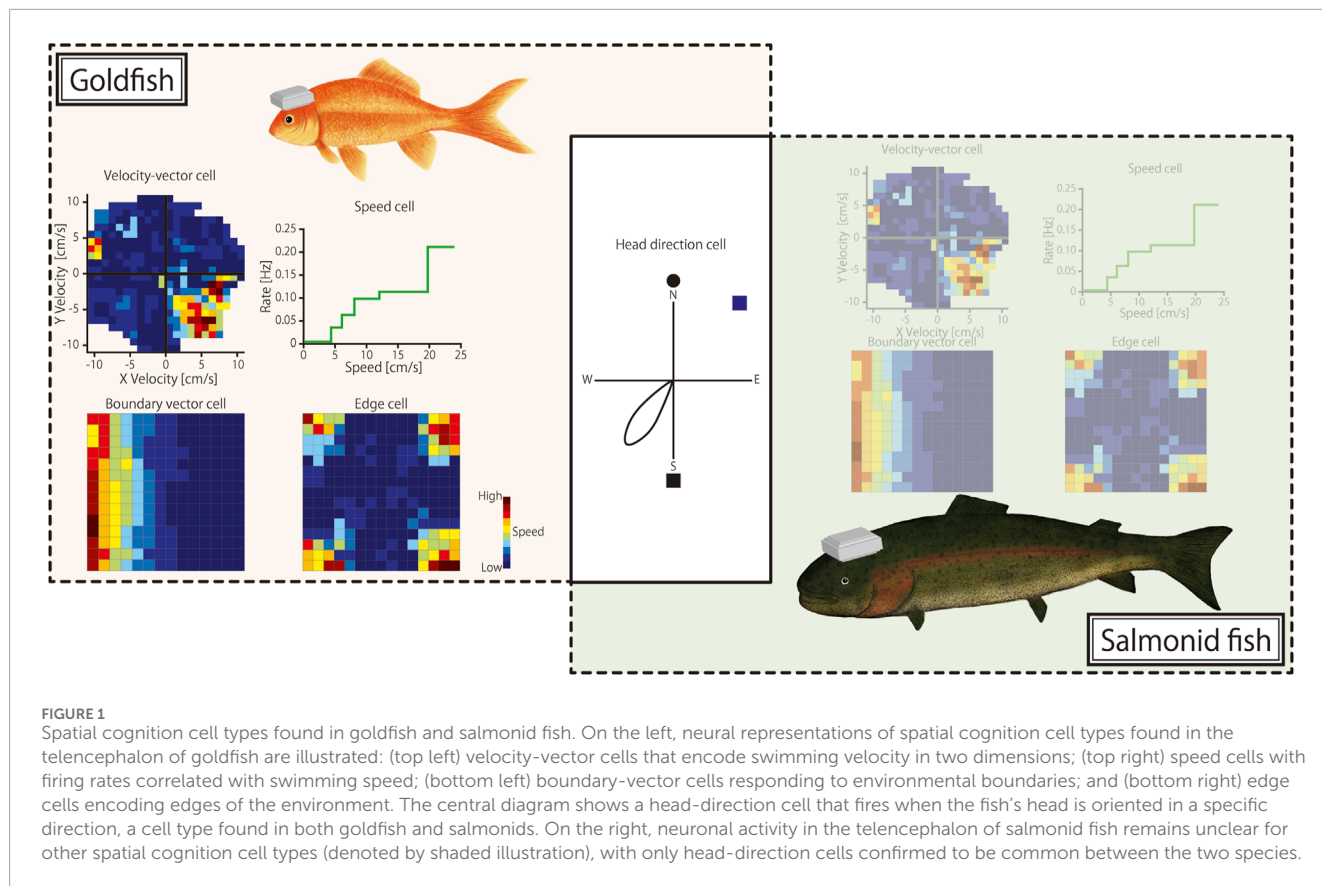 Goldfish
Velocity-vector cell
Y Velocity [cm/s]
10
5
0
-5
-10
-10
-5
0
5
10
X Velocity [cm/s]
Speed cell
Rate [Hz]
0.25
0.20
0.15
0.10
0.05
0
0
5
10
15
20
25
Speed [cm/s]
Boundary vector cell
Edge cell
High
Speed
Low
Head direction cell
N
W
E
S
Velocity-vector cell
Y Velocity [cm/s]
10
5
0
-5
-10
-10
-5
0
5
10
X Velocity [cm/s]
Speed cell
Rate [Hz]
0.25
0.20
0.15
0.10
0.05
0
0
5
10
15
20
25
Speed [cm/s]
Boundary vector cell
Edge cell
Salmonid fish
FIGURE 1
Spatial cognition cell types found in goldfish and salmonid fish. On the left, neural representations of spatial cognition cell types found in the
telencephalon of goldfish are illustrated: (top left) velocity-vector cells that encode swimming velocity in two dimensions; (top right) speed cells with
firing rates correlated with swimming speed; (bottom left) boundary-vector cells responding to environmental boundaries; and (bottom right) edge
cells encoding edges of the environment. The central diagram shows a head-direction cell that fires when the fish's head is oriented in a specific
direction, a cell type found in both goldfish and salmonids. On the right, neuronal activity in the telencephalon of salmonid fish remains unclear for
other spatial cognition cell types (denoted by shaded illustration), with only head-direction cells confirmed to be common between the two species.